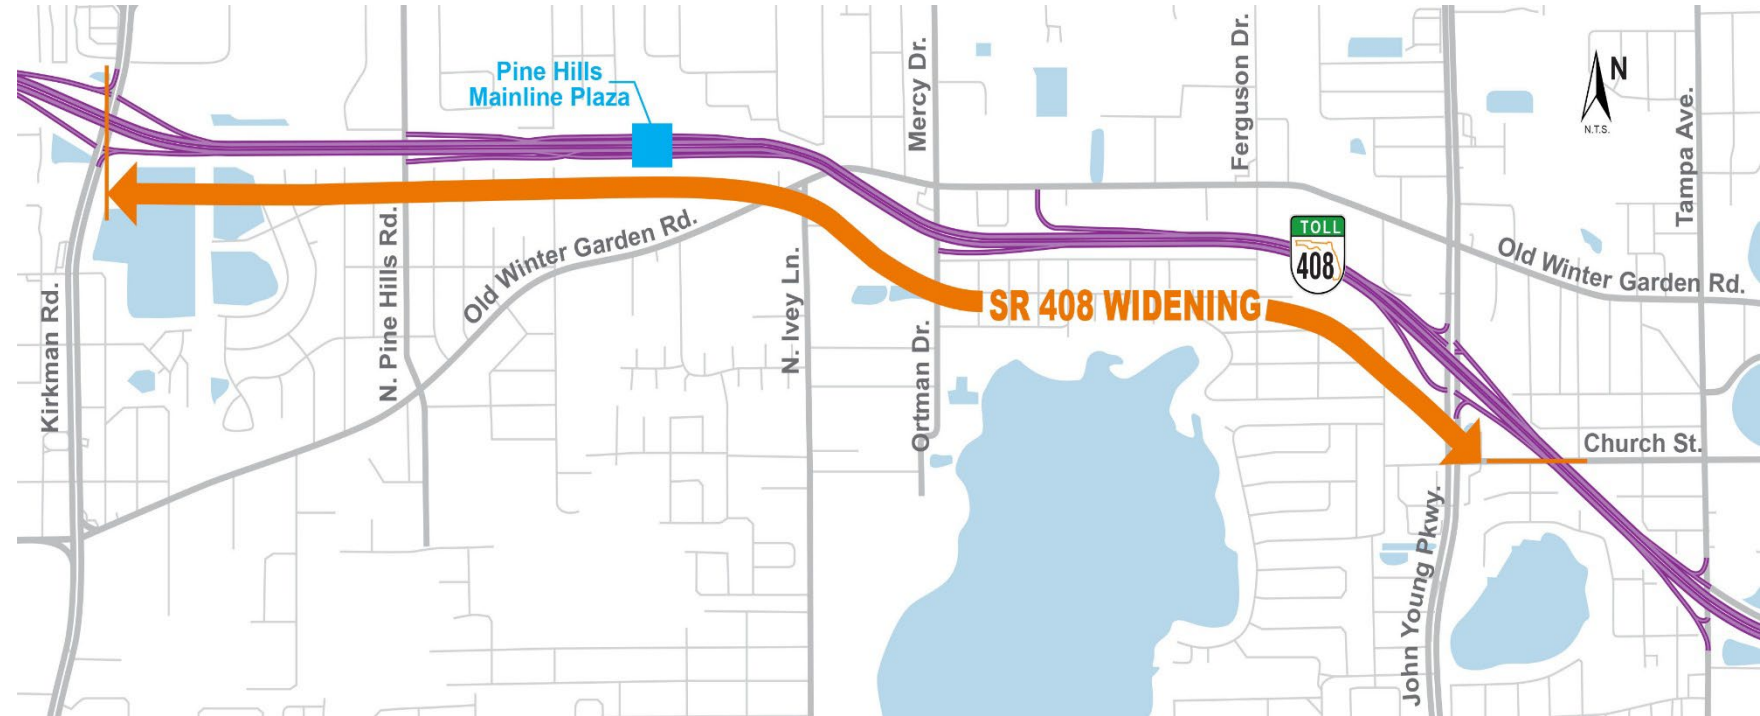 Pine Hills
Mainline Plaza
Mercy Dr.
Ferguson Dr.
N
N.T.S.
Tampa Ave.
Kirkman Rd.
N. Pine Hills Rd.
Old Winter Garden Rd.
N. Ivey Ln.
Ortman Dr.
SR 408 WIDENING
TOLL
408
Old Winter Garden Rd.
Church St.
John Young Pkwy.